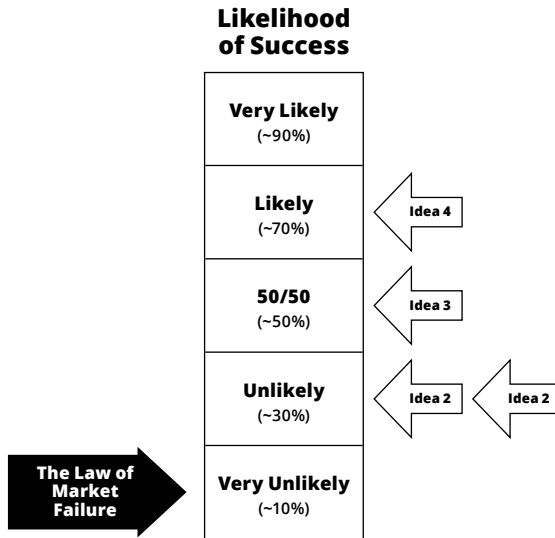 Likelihood
of Success
Very Likely
(~90%)
Likely
(~70%)
Idea 4
50/50
(~50%)
Idea 3
Unlikely
(~30%)
Idea 2
Idea 2
The Law of
Market
Failure
Very Unlikely
(~10%)